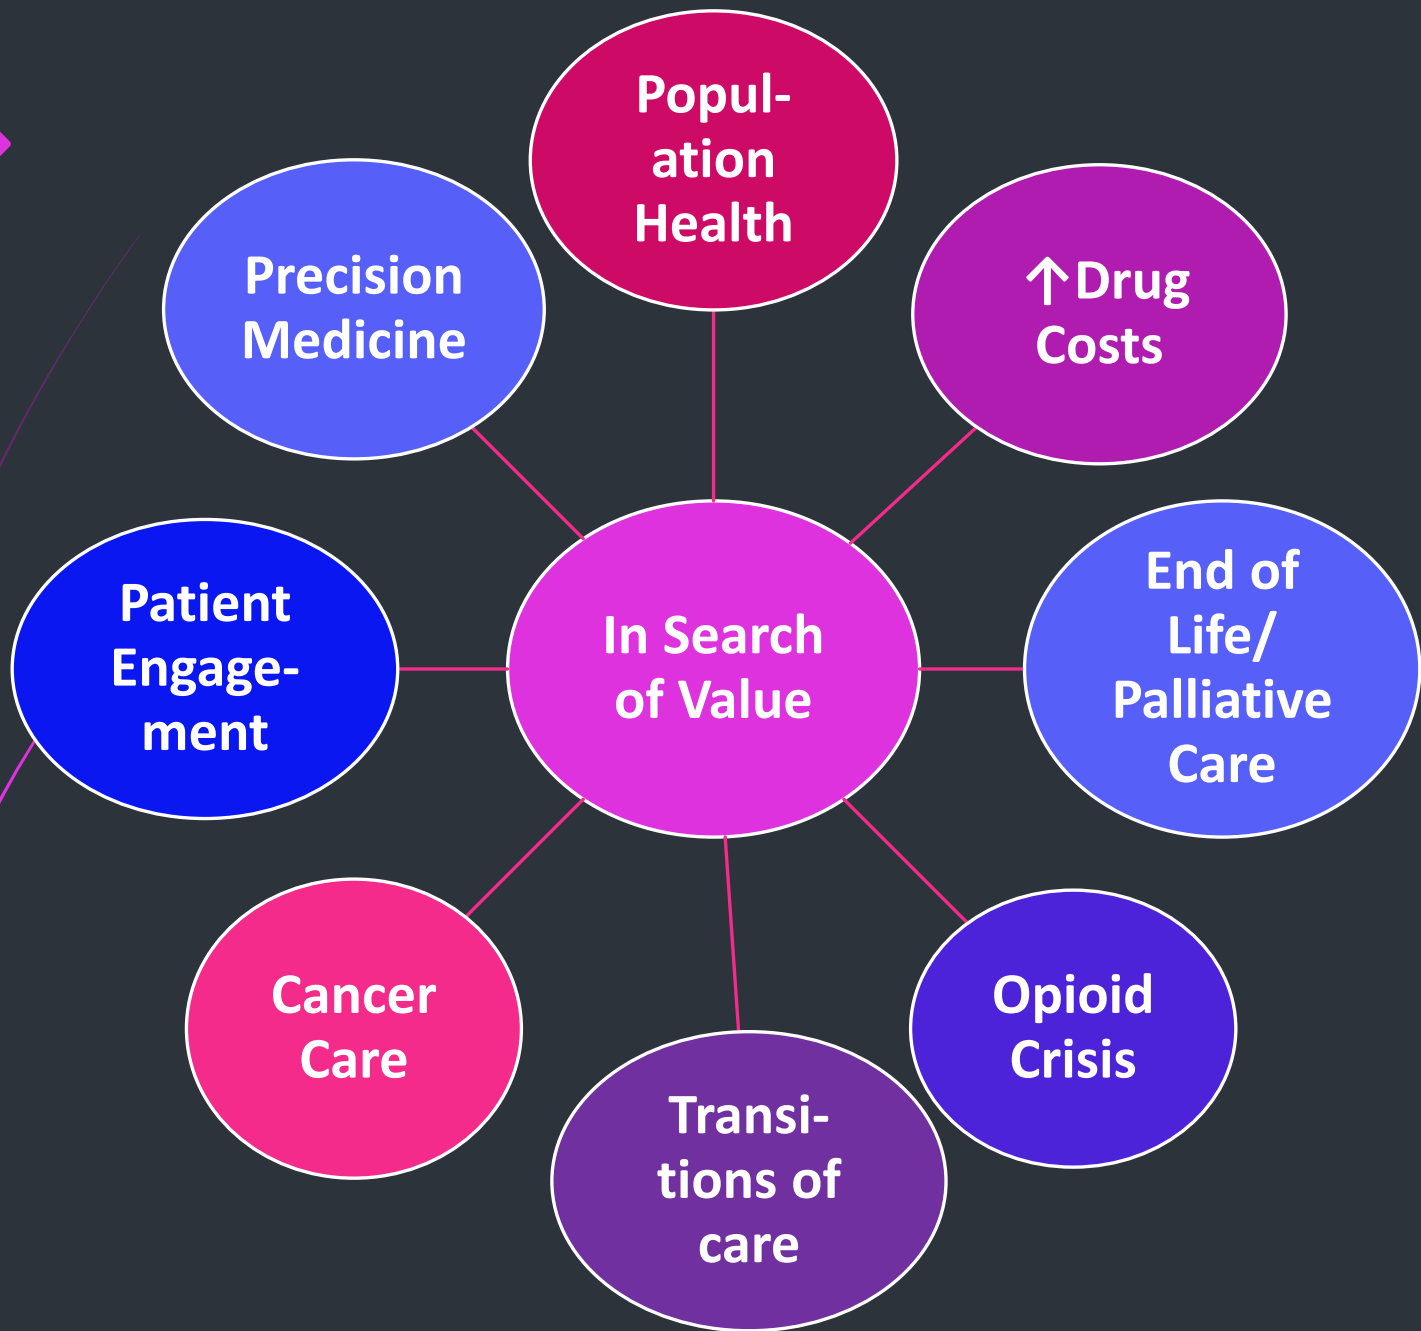 Popul-
ation
Health
Precision
Medicine
↑Drug
Costs
Patient
Engage-
ment
In Search
of Value
End of
Life/
Palliative
Care
Cancer
Care
Opioid
Crisis
Transi-
tions of
care